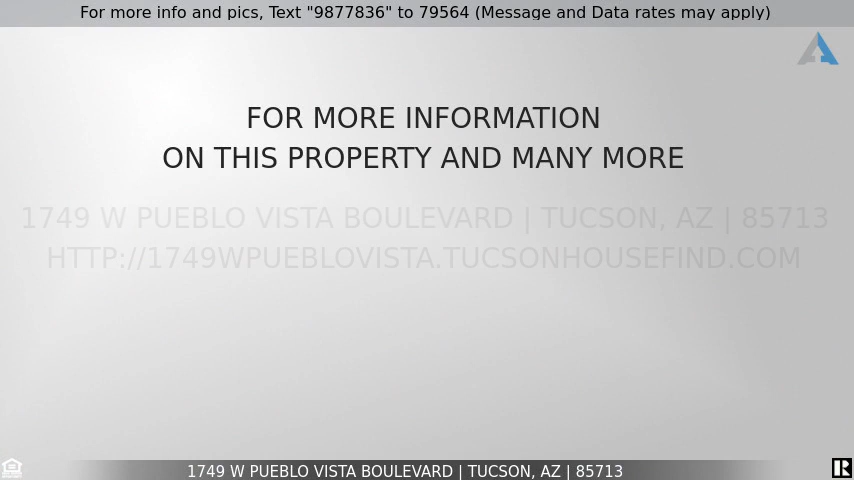 For more info and pics, Text "9877836" to 79564 (Message and Data rates may apply)
FOR MORE INFORMATION
ON THIS PROPERTY AND MANY MORE
1749 W PUEBLO VISTA BOULEVARD | TUCSON, AZ | 85713
HTTP://1749WPUEBLOVISTA.TUCSONHOUSEFIND.COM
1749 W PUEBLO VISTA BOULEVARD | TUCSON, AZ | 85713